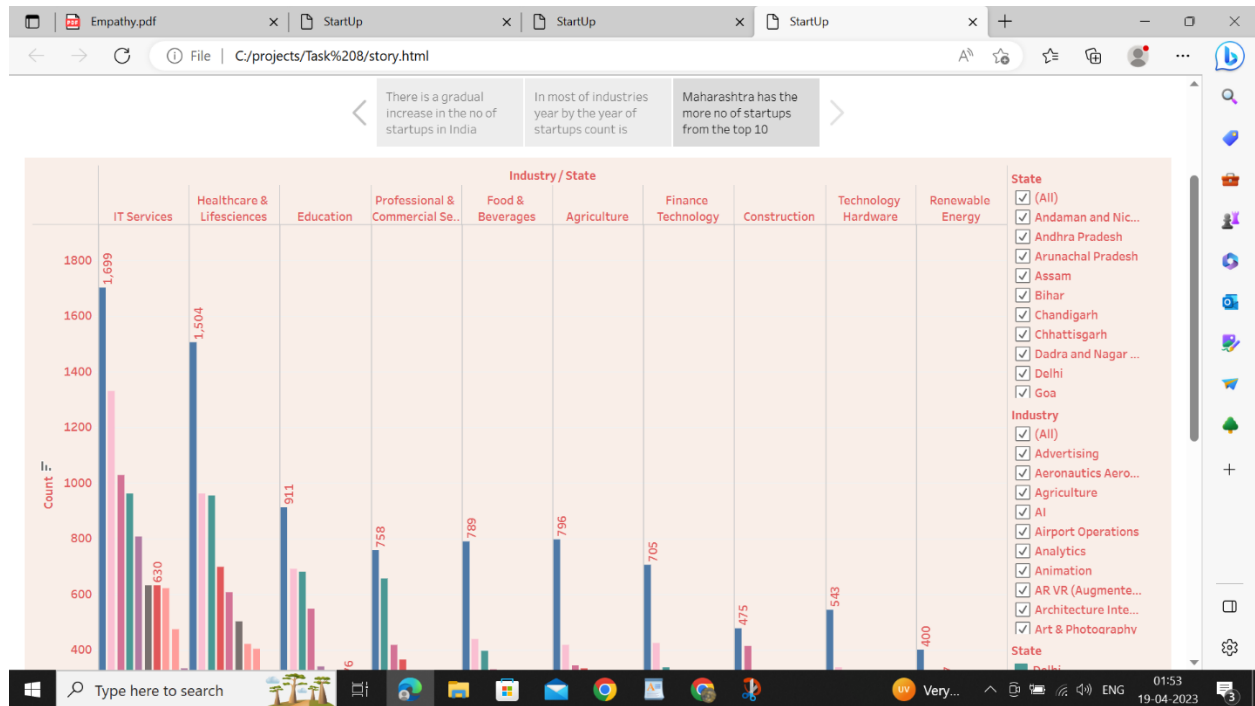 Empathy.pdf
StartUp
StartUp
StartUp
File
C:/projects/Task%208/story.html
There is a gradual
increase in the no of
startups in India
In most of industries
year by the year of
startups count is
Maharashtra has the
more no of startups
from the top 10
Industry / State
IT Services
Healthcare &
Lifesciences
Education
Professional &
Commercial Se..
Food &
Beverages
Agriculture
Finance
Technology
Construction
Technology
Hardware
Renewable
Energy
Count
1800
1600
1400
1200
1000
800
600
400
1,699
630
1,504
911
758
789
796
705
475
543
400
State
(All)
Andaman and Nic...
Andhra Pradesh
Arunachal Pradesh
Assam
Bihar
Chandigarh
Chhattisgarh
Dadra and Nagar ...
Delhi
Goa
Industry
(All)
Advertising
Aeronautics Aero...
Agriculture
AI
Airport Operations
Analytics
Animation
AR VR (Augmente...
Architecture Inte...
Art & Photography
State
Delhi
Type here to search
UV
Very...
ENG
01:53
19-04-2023
3